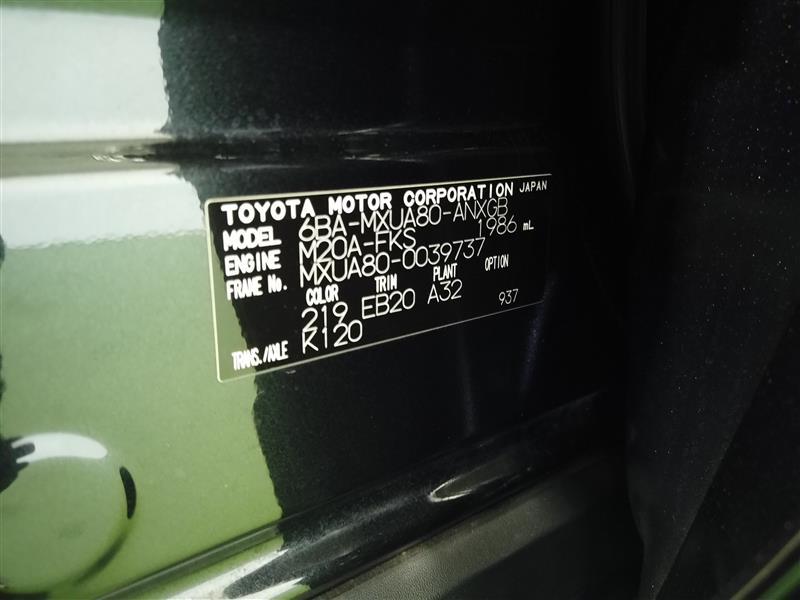 TOYOTA MOTOR CORPORATION JAPAN
MODEL 6BA-MXUA80-ANXGB
ENGINE M20A-FKS 1986 mL
FRAME No. MXUA80-0039737
COLOR TRIM PLANT OPTION
219 EB20 A32 937
TRANS./AXLE K120